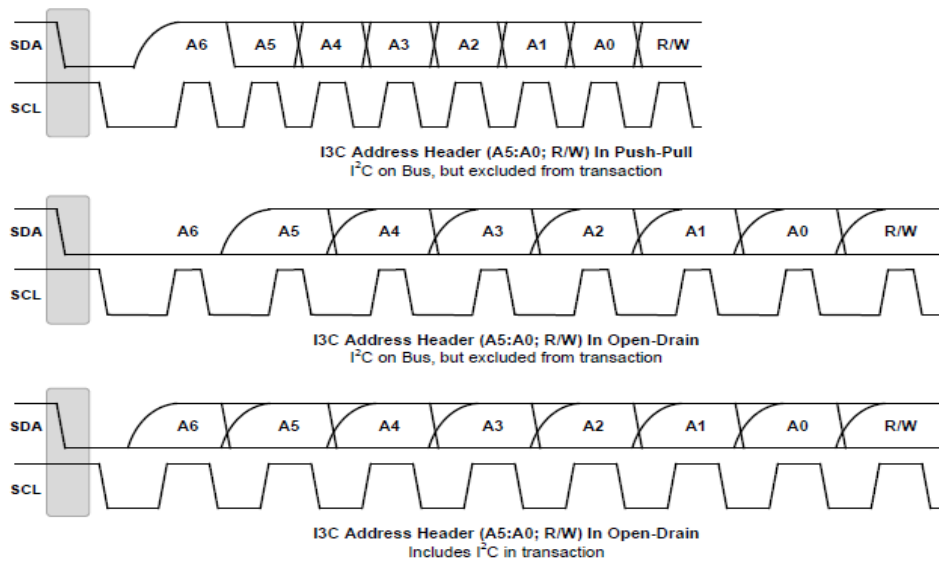 SDA A6 A5 A4 A3 A2 A1 A0 R/W
SCL
I3C Address Header (A5:A0; R/W) In Push-Pull
I²C on Bus, but excluded from transaction
SDA A6 A5 A4 A3 A2 A1 A0 R/W
SCL
I3C Address Header (A5:A0; R/W) In Open-Drain
I²C on Bus, but excluded from transaction
SDA A6 A5 A4 A3 A2 A1 A0 R/W
SCL
I3C Address Header (A5:A0; R/W) In Open-Drain
Includes I²C in transaction